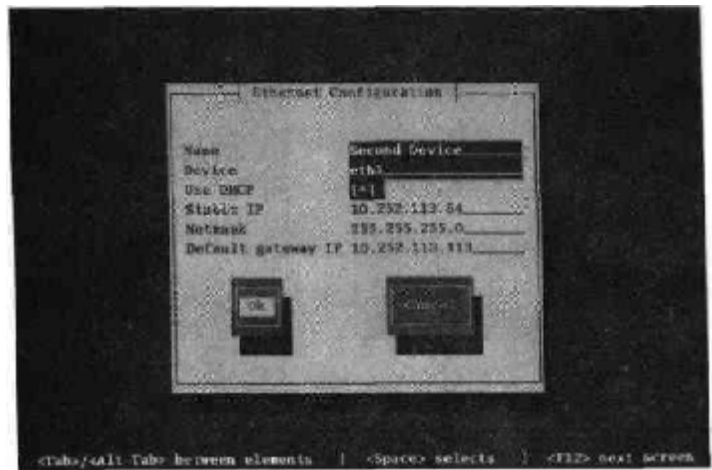 Ethernet Configuration
Name Second Device
Device eth1
Use DHCP [*]
Static IP 10.252.113.64
Netmask 255.255.255.0
Default gateway IP 10.252.113.113
Ok Cancel
<Tab>/<Alt-Tab> between elements | <Space> selects | <F12> next screen